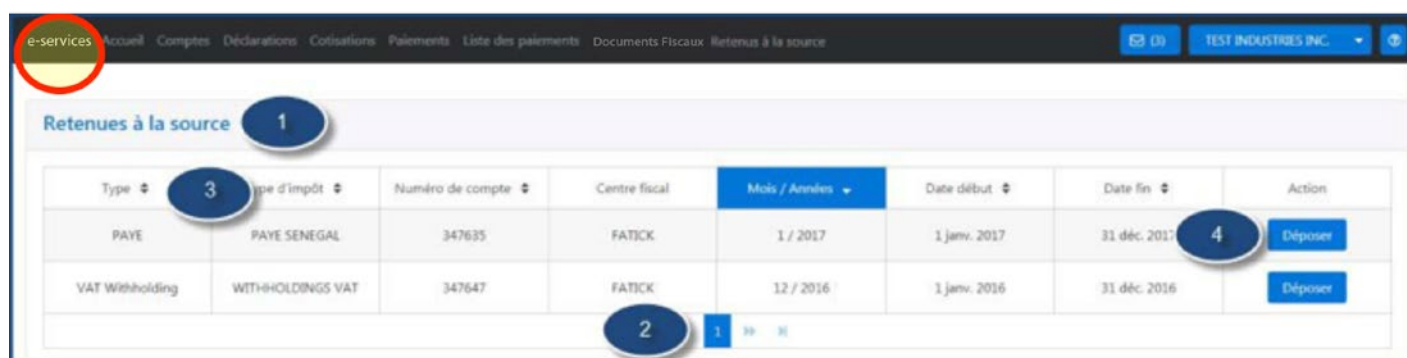 e-services Accueil Comptes Déclarations Cotisations Paiements Liste des paiements Documents Fiscaux Retenus à la source (3) TEST INDUSTRIES INC.
Retenues à la source 1
Type 3 ype d'impôt Numéro de compte Centre fiscal Mois / Années Date début Date fin Action
PAYE PAYE SENEGAL 347635 FATICK 1 / 2017 1 janv. 2017 31 déc. 2017 4 Déposer
VAT Withholding WITHHOLDINGS VAT 347647 FATICK 12 / 2016 1 janv. 2016 31 déc. 2016 Déposer
2 1